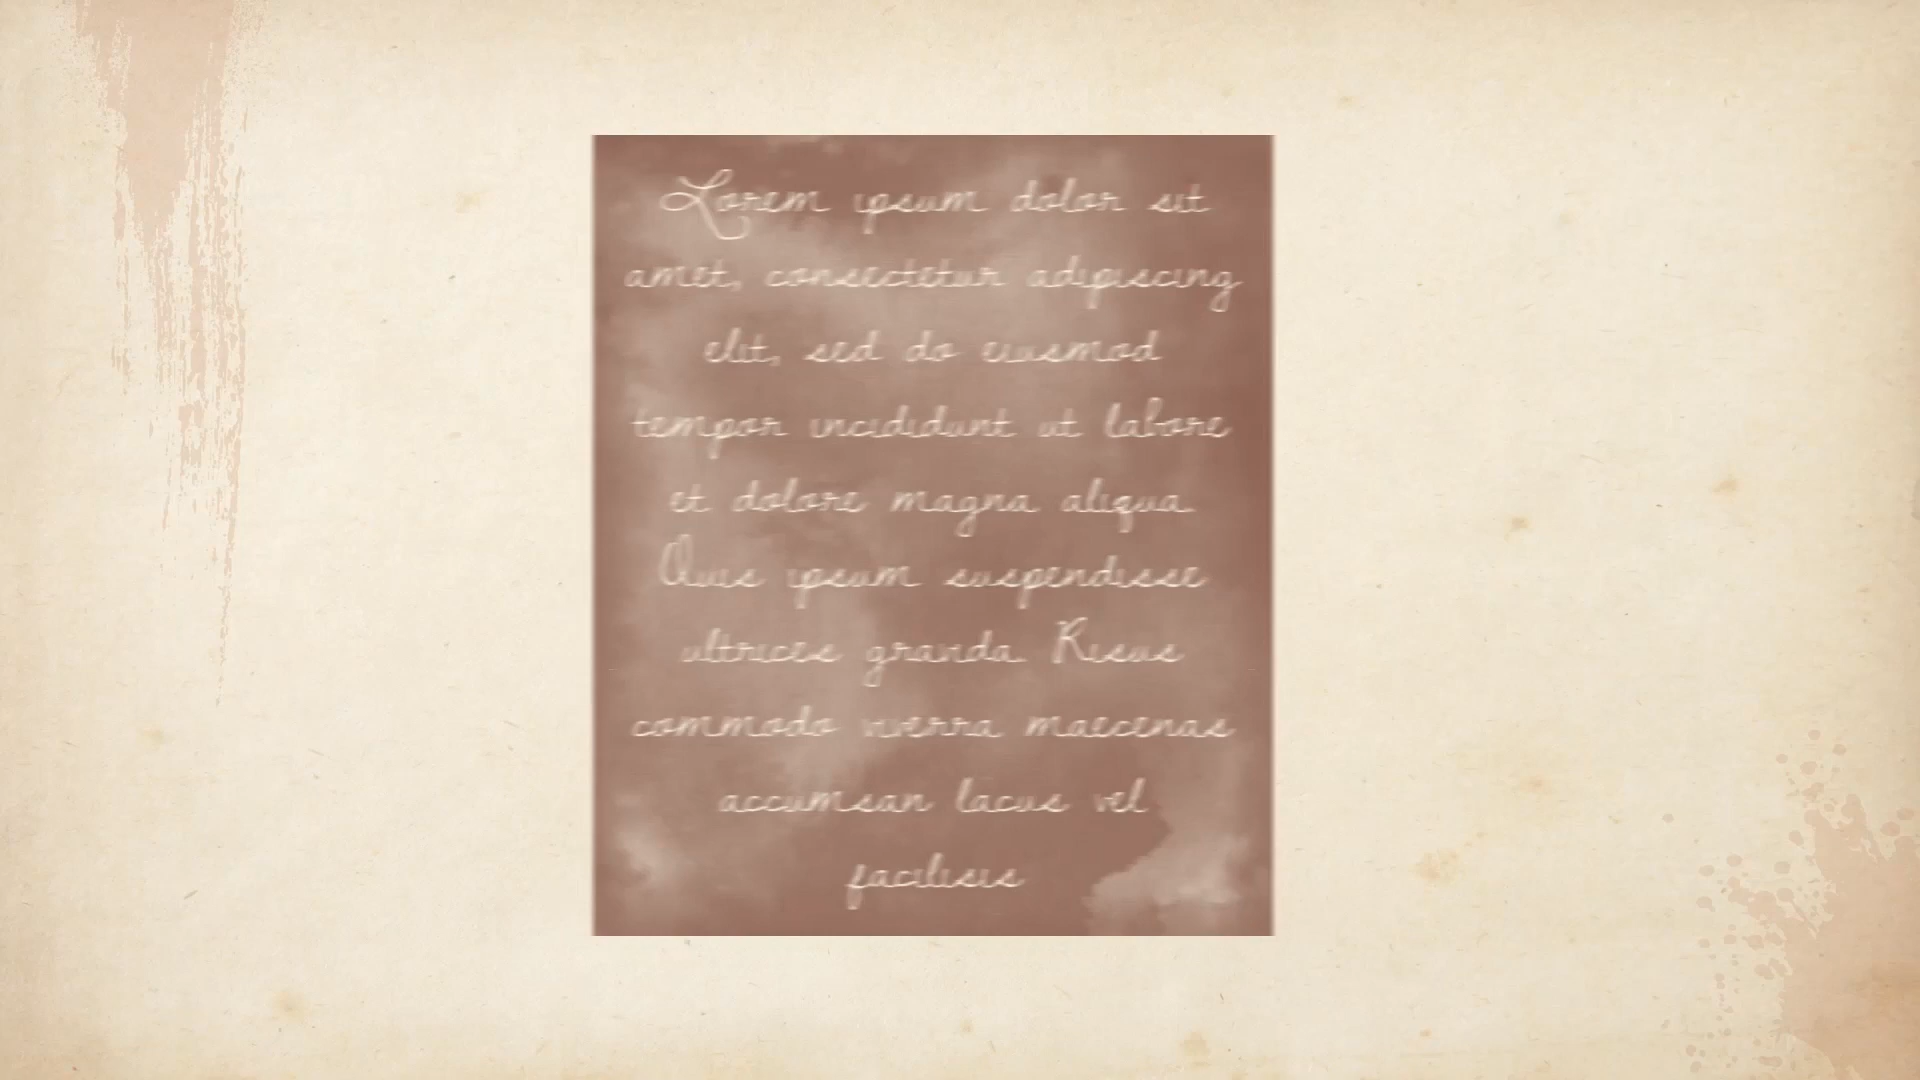 Lorem ipsum dolor sit
amet, consectetur adipiscing
elit, sed do eiusmod
tempor incididunt ut labore
et dolore magna aliqua.
Quis ipsum suspendisse
ultrices gravida. Risus
commodo viverra maecenas
accumsan lacus vel
facilisis